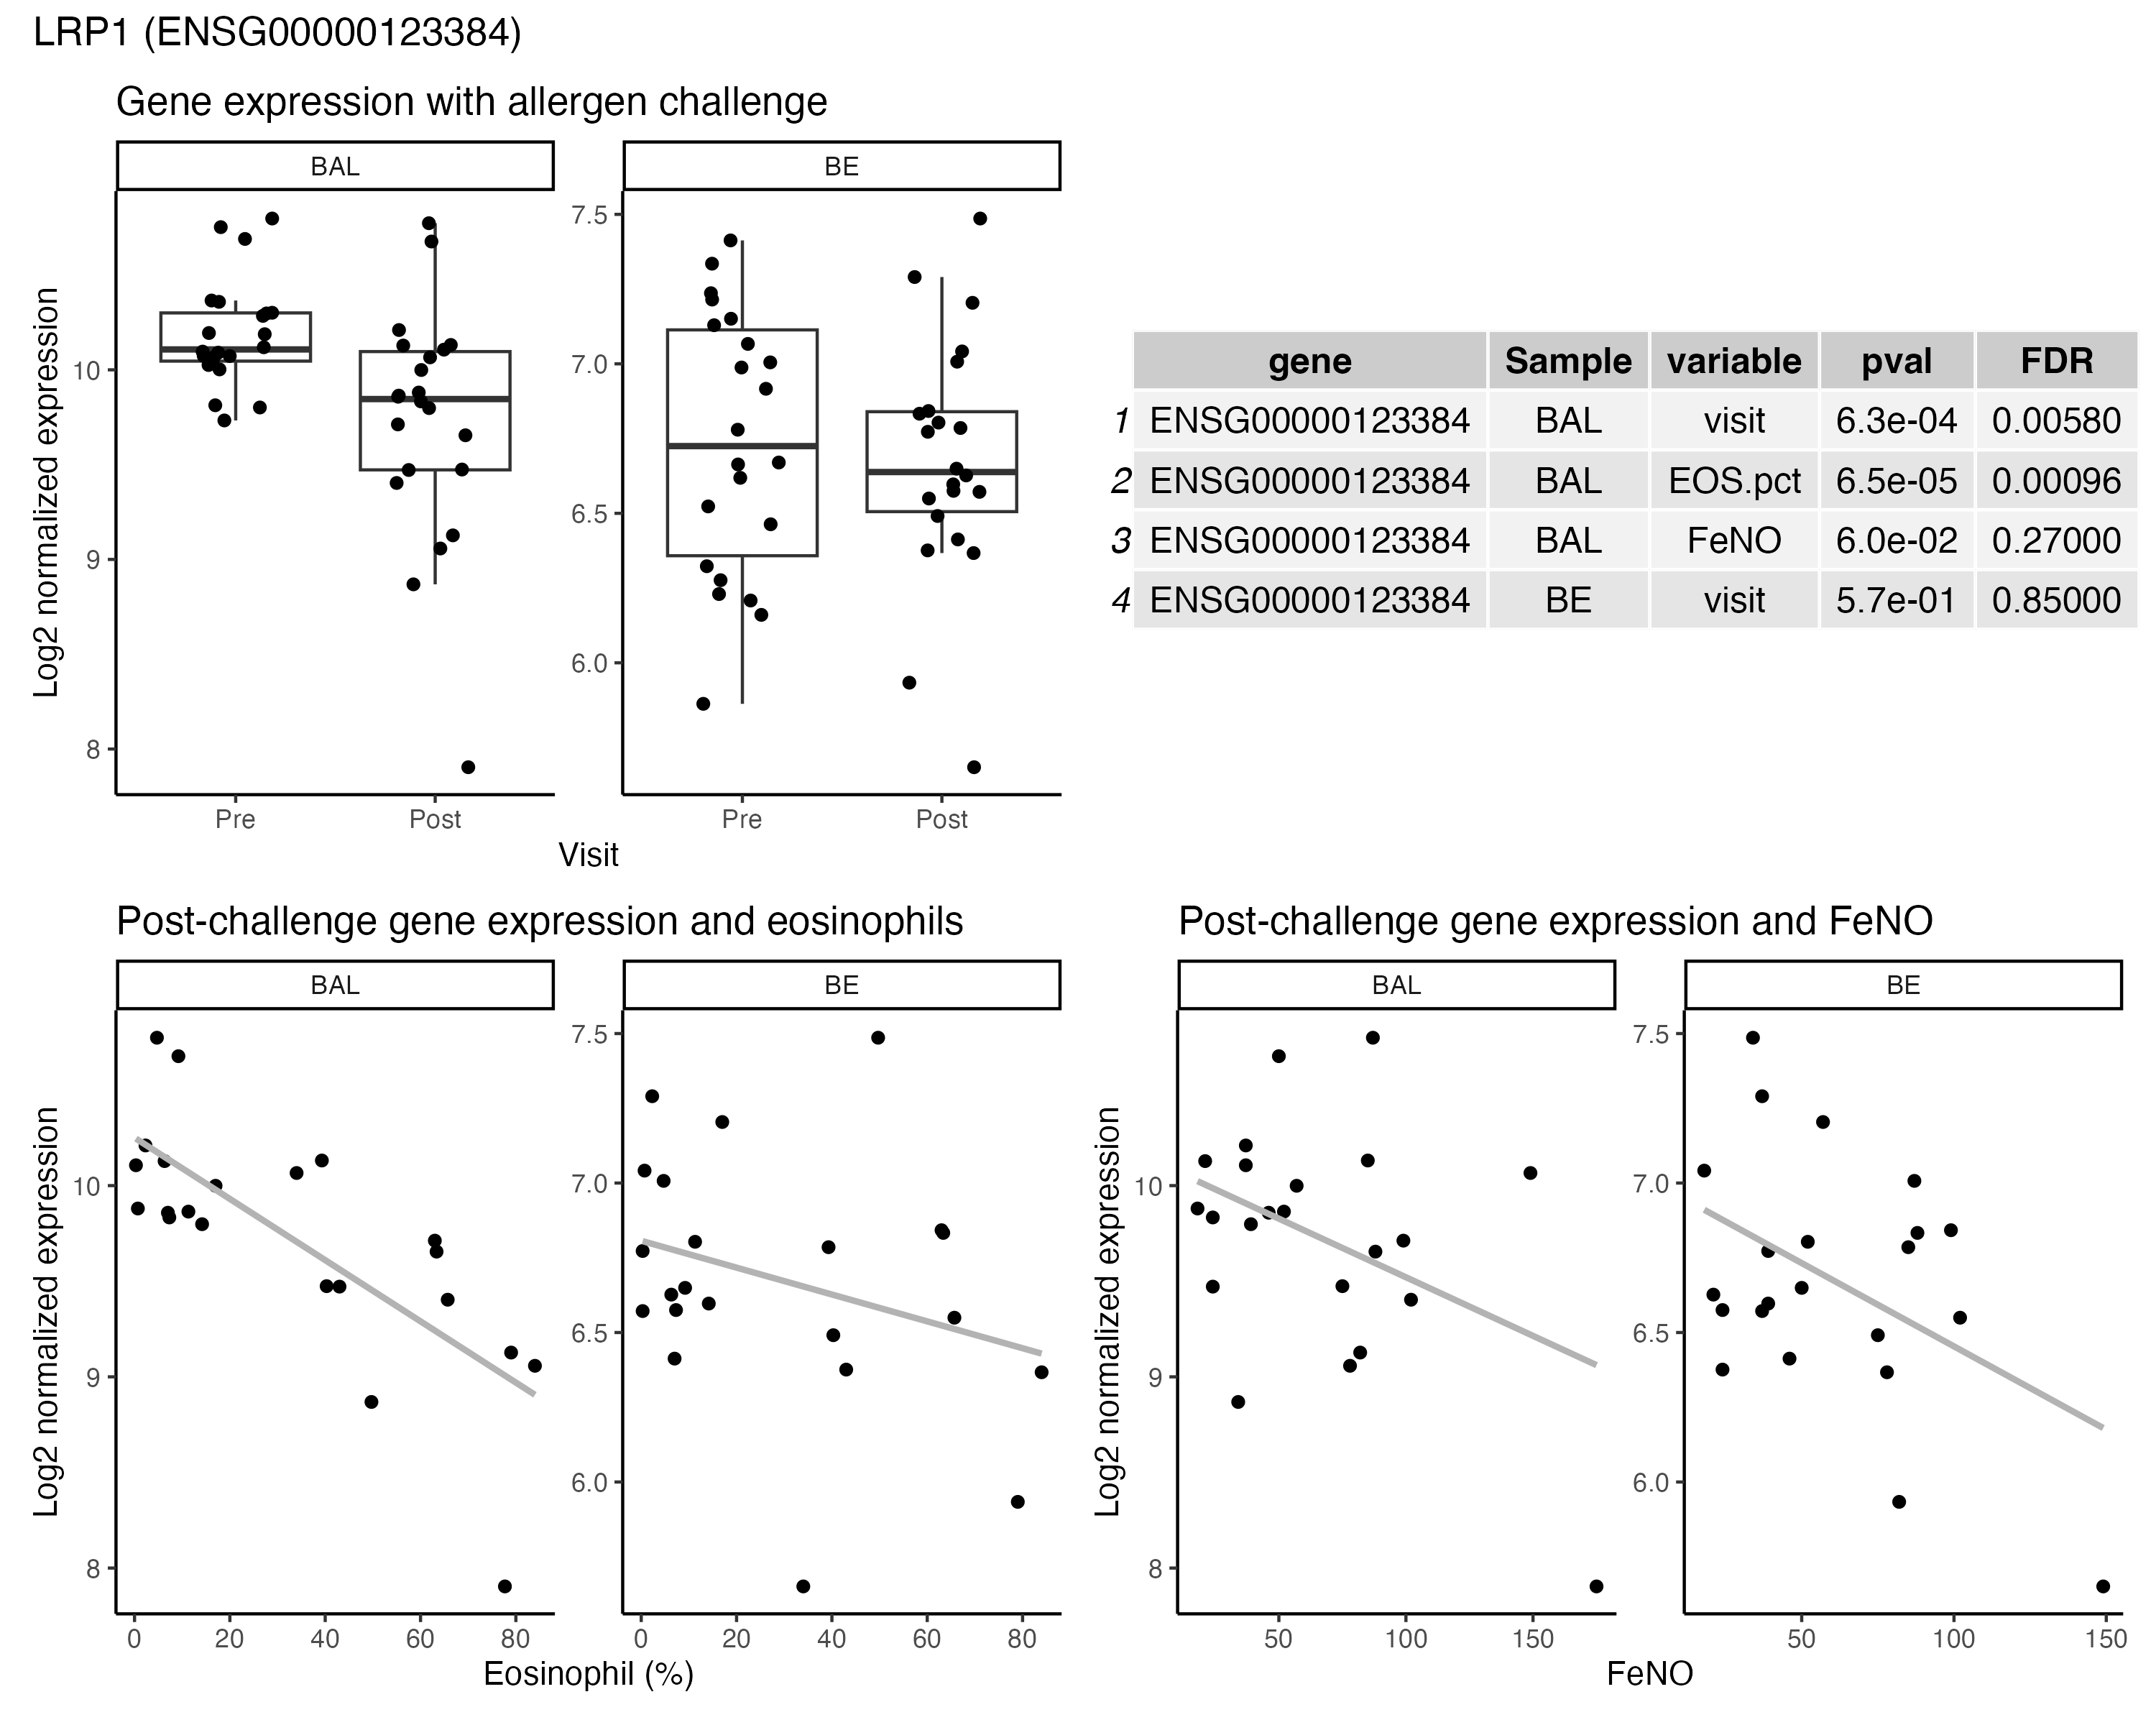 LRP1 (ENSG00000123384)
Gene expression with allergen challenge
BAL
BE
Log2 normalized expression
10
9
8
7.5
7.0
6.5
6.0
Pre
Post
Pre
Post
Visit
gene Sample variable pval FDR
1 ENSG00000123384 BAL visit 6.3e-04 0.00580
2 ENSG00000123384 BAL EOS.pct 6.5e-05 0.00096
3 ENSG00000123384 BAL FeNO 6.0e-02 0.27000
4 ENSG00000123384 BE visit 5.7e-01 0.85000
Post-challenge gene expression and eosinophils
BAL
BE
Log2 normalized expression
10
9
8
7.5
7.0
6.5
6.0
0 20 40 60 80
0 20 40 60 80
Eosinophil (%)
Post-challenge gene expression and FeNO
BAL
BE
Log2 normalized expression
10
9
8
7.5
7.0
6.5
6.0
50 100 150
50 100 150
FeNO